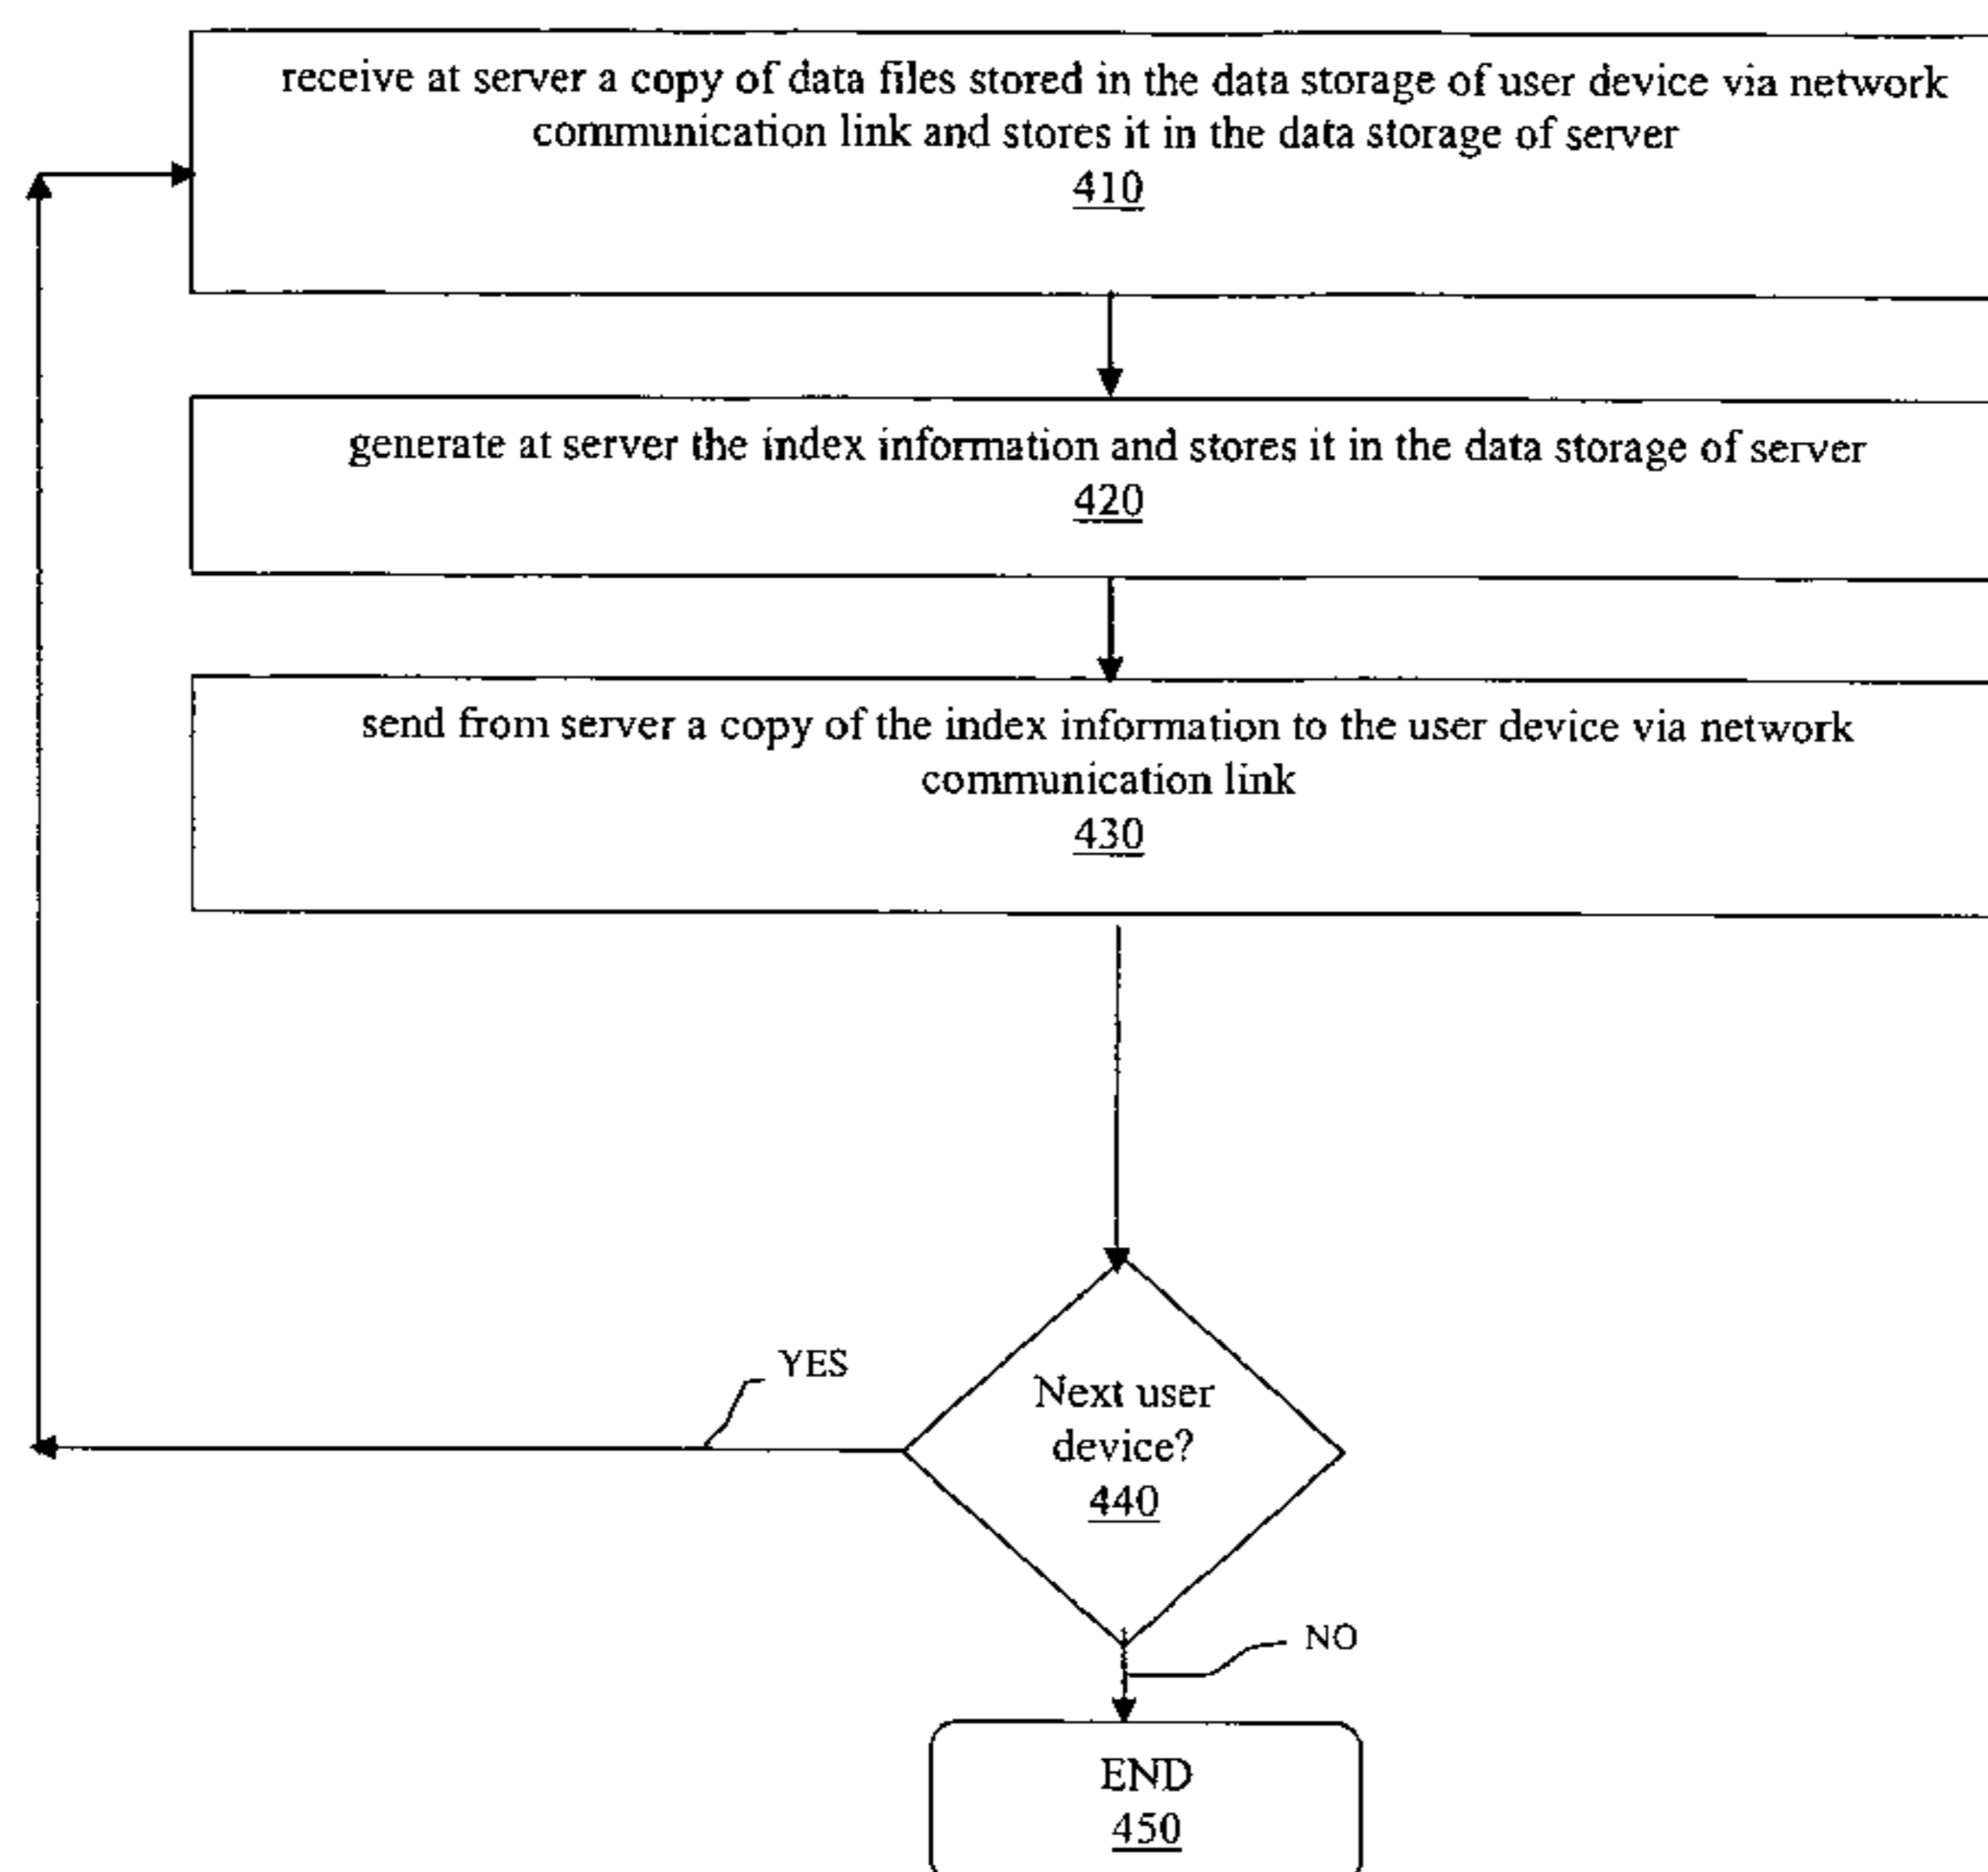 receive at server a copy of data files stored in the data storage of user device via network
communication link and stores it in the data storage of server
410
generate at server the index information and stores it in the data storage of server
420
send from server a copy of the index information to the user device via network
communication link
430
YES
Next user
device?
440
NO
END
450